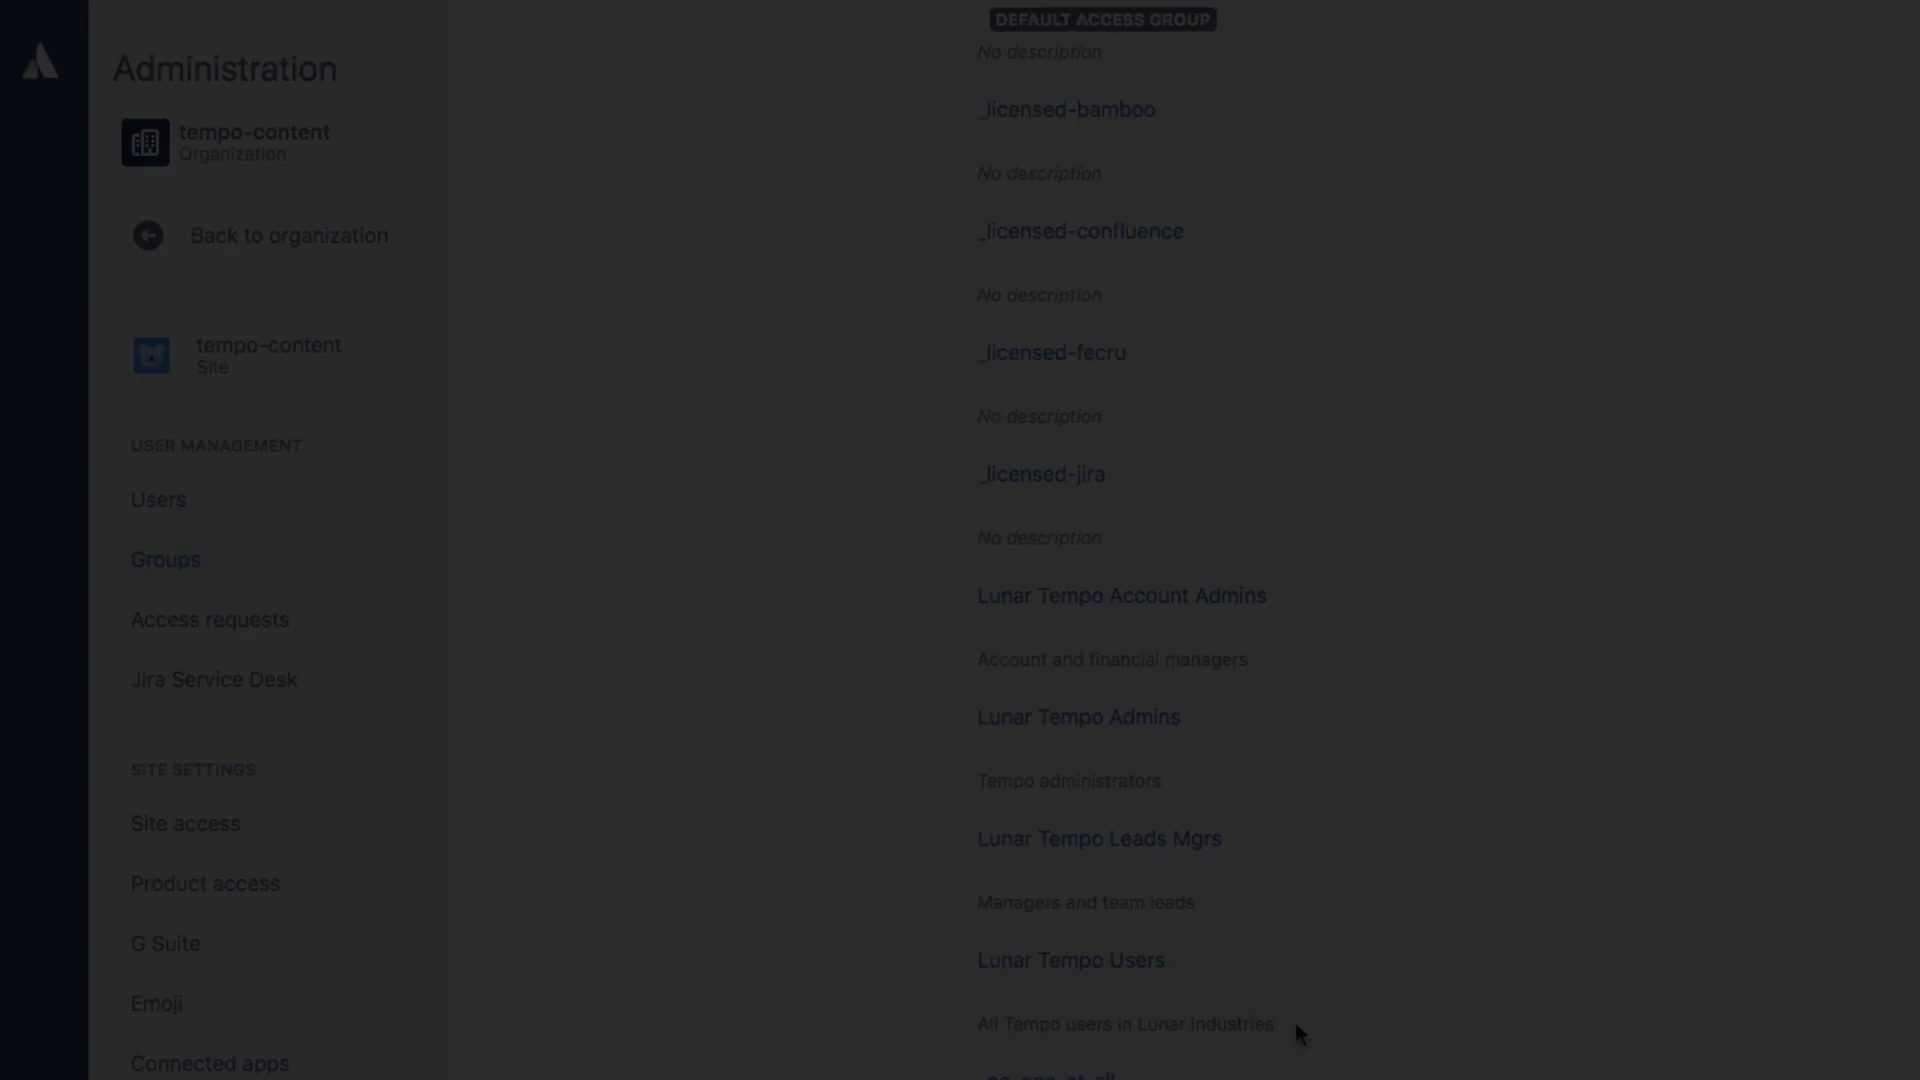 Administration
tempo-content
Organization
Back to organization
tempo-content
Site
USER MANAGEMENT
Users
Groups
Access requests
Jira Service Desk
SITE SETTINGS
Site access
Product access
G Suite
Emoji
Connected apps
DEFAULT ACCESS GROUP
No description
_licensed-bamboo
No description
_licensed-confluence
No description
_licensed-fecru
No description
_licensed-jira
No description
Lunar Tempo Account Admins
Account and financial managers
Lunar Tempo Admins
Tempo administrators
Lunar Tempo Leads Mgrs
Managers and team leads
Lunar Tempo Users
All Tempo users in Lunar Industries